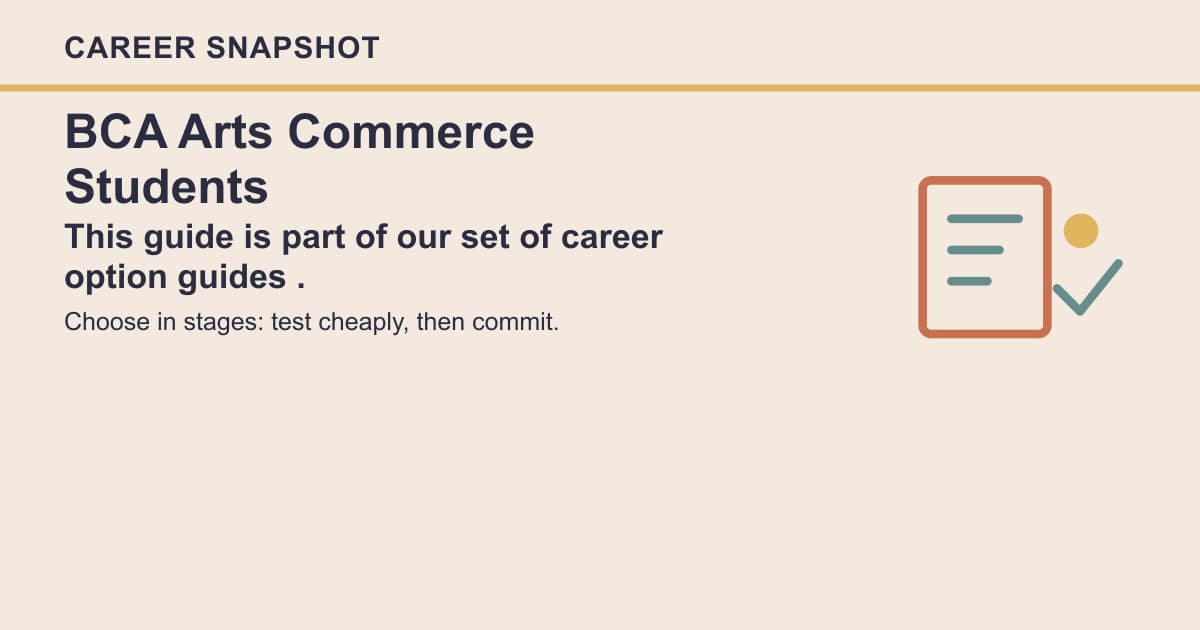 CAREER SNAPSHOT
BCA Arts Commerce
Students
This guide is part of our set of career
option guides .
Choose in stages: test cheaply, then commit.